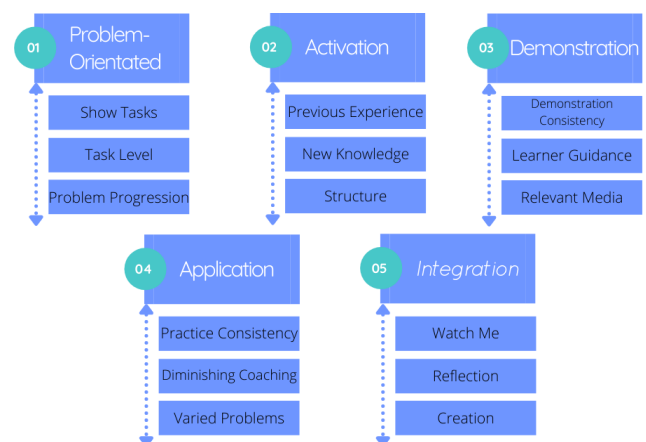 01
Problem-
Orientated
Show Tasks
Task Level
Problem Progression
02
Activation
Previous Experience
New Knowledge
Structure
03
Demonstration
Demonstration
Consistency
Learner Guidance
Relevant Media
04
Application
Practice Consistency
Diminishing Coaching
Varied Problems
05
Integration
Watch Me
Reflection
Creation